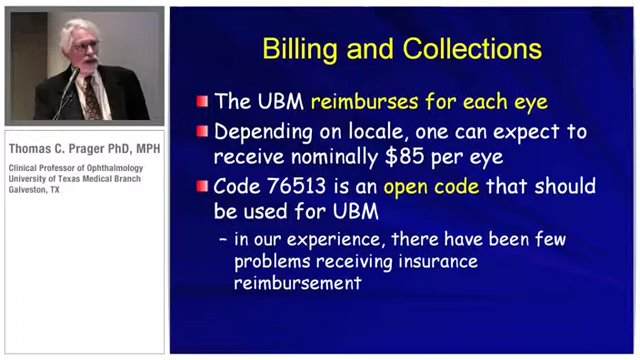 Billing and Collections
The UBM reimburses for each eye
Depending on locale, one can expect to
receive nominally $85 per eye
Code 76513 is an open code that should
be used for UBM
– in our experience, there have been few
problems receiving insurance
reimbursement
Thomas C. Prager PhD, MPH
Clinical Professor of Ophthalmology
University of Texas Medical Branch
Galveston, TX